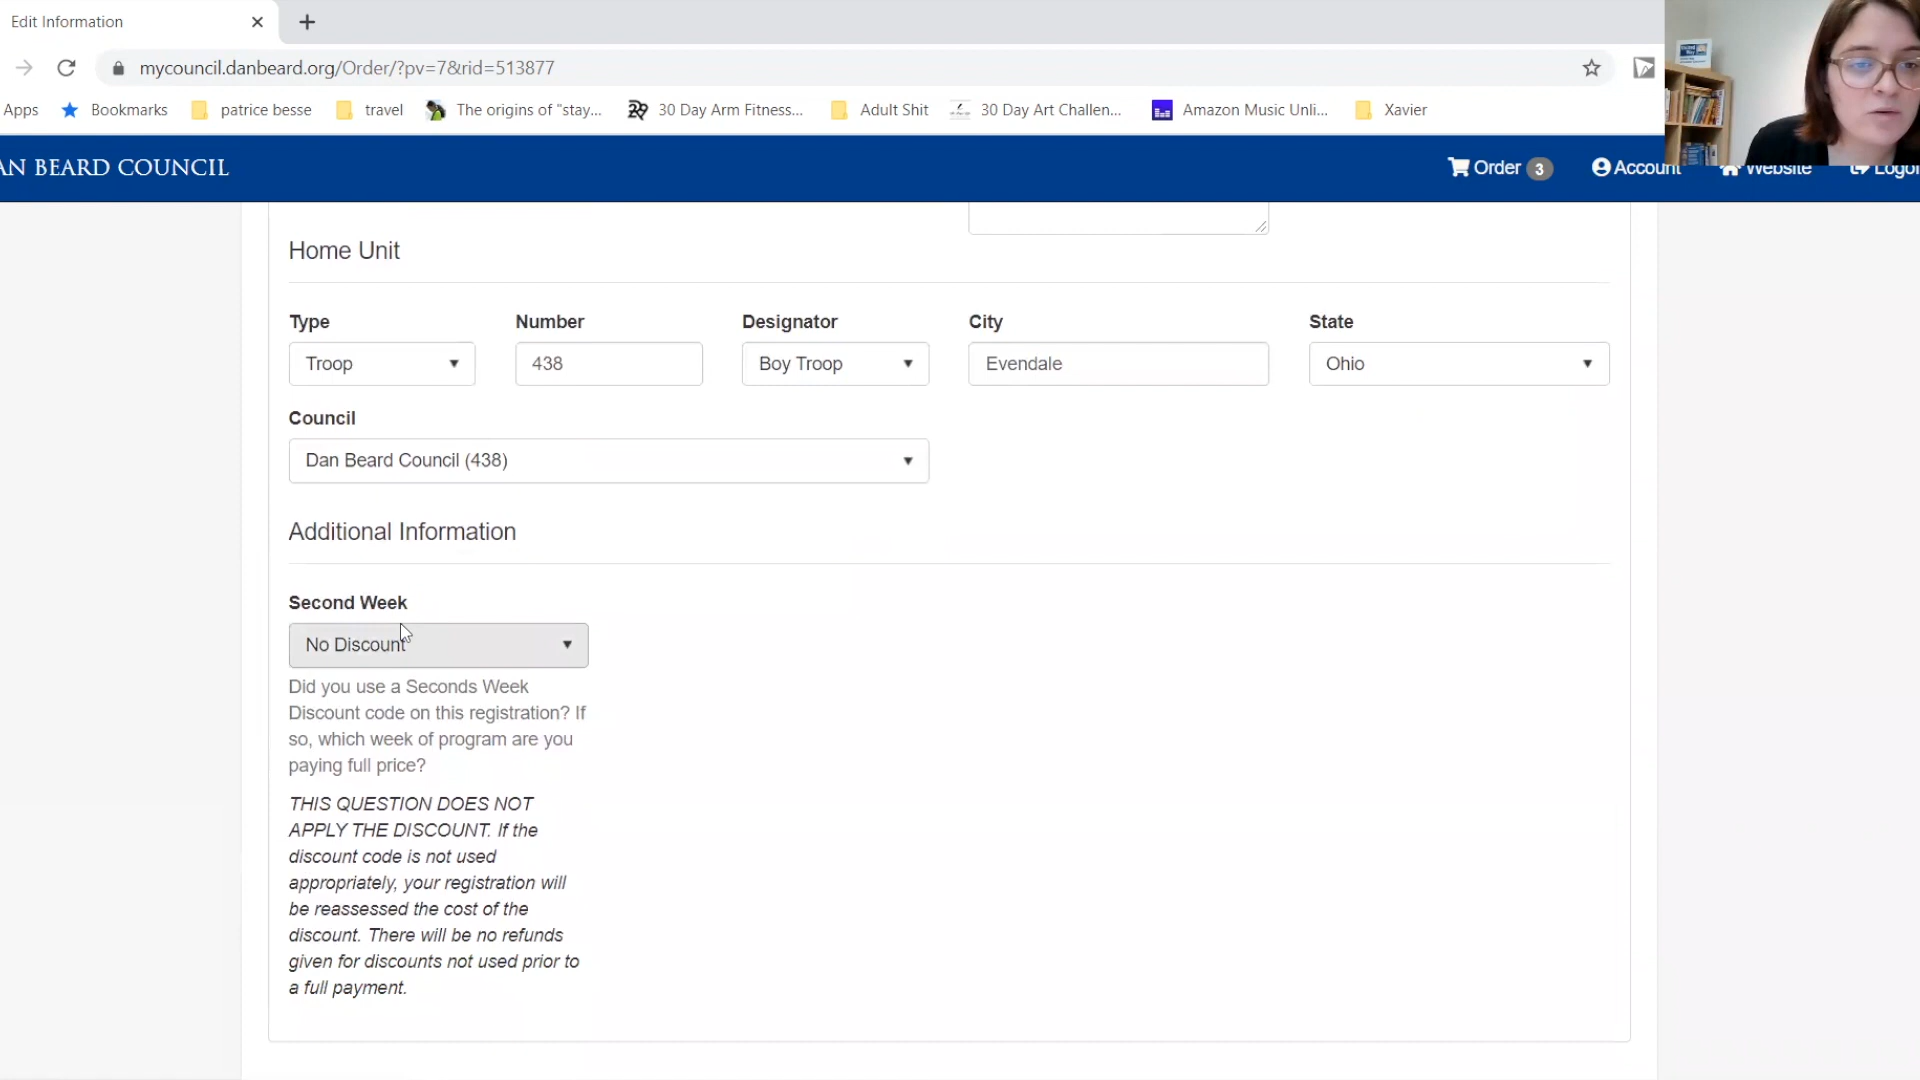 Edit Information
mycouncil.danbeard.org/Order/?pv=7&rid=513877
Apps Bookmarks patrice besse travel The origins of "stay... 30 Day Arm Fitness... Adult Shit 30 Day Art Challen... Amazon Music Unli... Xavier
AN BEARD COUNCIL Order 3 Account Website Logo
Home Unit
Type Number Designator City State
Troop 438 Boy Troop Evendale Ohio
Council
Dan Beard Council (438)
Additional Information
Second Week
No Discount
Did you use a Seconds Week
Discount code on this registration? If
so, which week of program are you
paying full price?
THIS QUESTION DOES NOT
APPLY THE DISCOUNT. If the
discount code is not used
appropriately, your registration will
be reassessed the cost of the
discount. There will be no refunds
given for discounts not used prior to
a full payment.